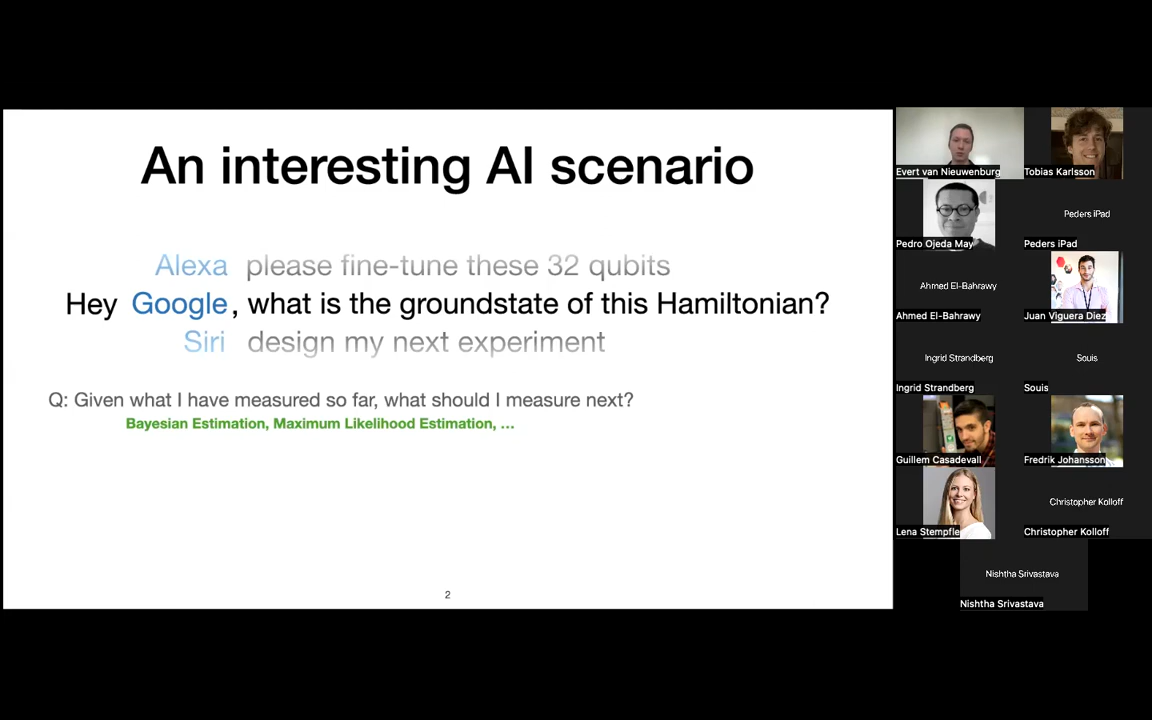 An interesting AI scenario
Alexa please fine-tune these 32 qubits
Hey Google, what is the groundstate of this Hamiltonian?
Siri design my next experiment
Q: Given what I have measured so far, what should I measure next?
Bayesian Estimation, Maximum Likelihood Estimation, ...
2
Evert van Nieuwenburg
Tobias Karlsson
Pedro Ojeda May
Peders iPad
Peders iPad
Ahmed El-Bahrawy
Ahmed El-Bahrawy
Juan Viguera Diez
Ingrid Strandberg
Ingrid Strandberg
Souis
Souis
Guillem Casadevall
Fredrik Johansson
Lena Stempfle
Christopher Kolloff
Christopher Kolloff
Nishtha Srivastava
Nishtha Srivastava